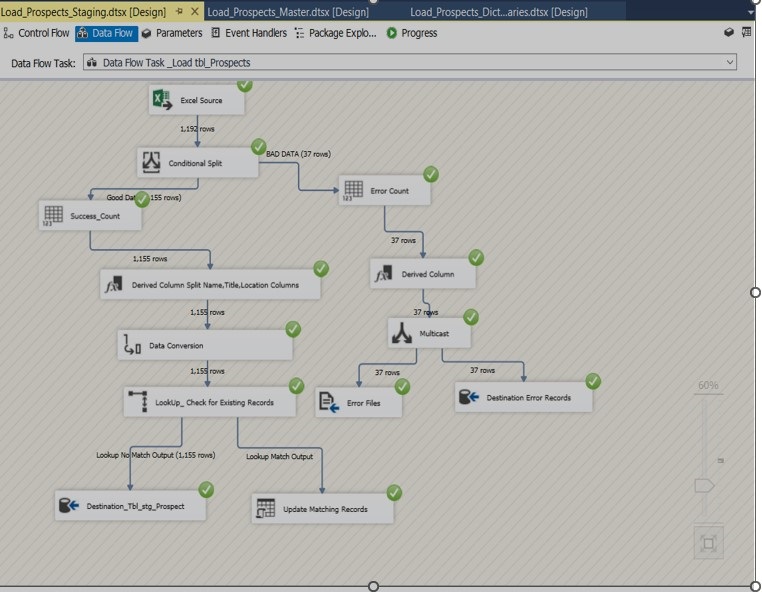 Load_Prospects_Staging.dtsx [Design] Load_Prospects_Master.dtsx [Design] Load_Prospects_Dict...aries.dtsx [Design]
Control Flow Data Flow Parameters Event Handlers Package Explo... Progress
Data Flow Task: Data Flow Task _Load tbl_Prospects
Excel Source
1,192 rows
Conditional Split
BAD DATA (37 rows)
Error Count
Good Dat 155 rows)
Success_Count
37 rows
1,155 rows
Derived Column
Derived Column Split Name,Title,Location Columns
1,155 rows
37 rows
Multicast
Data Conversion
1,155 rows
37 rows
37 rows
60%
LookUp_ Check for Existing Records
Error Files
Destination Error Records
Lookup No Match Output (1,155 rows)
Lookup Match Output
Destination_Tbl_stg_Prospect
Update Matching Records